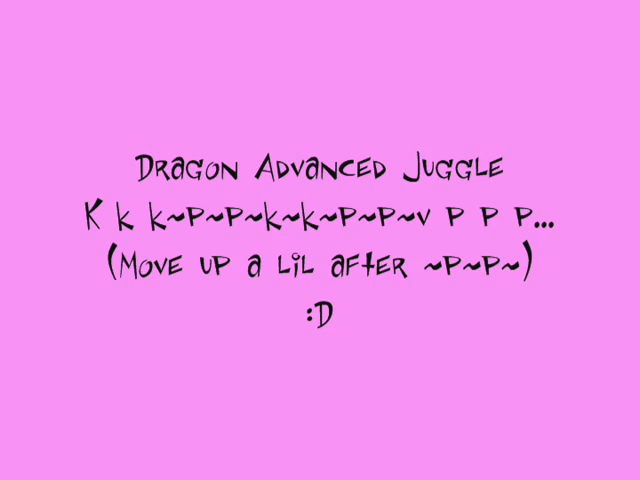 Dragon Advanced Juggle
K k k~p~p~k~k~p~p~v p p p...
(Move up a lil after ~p~p~)
:D